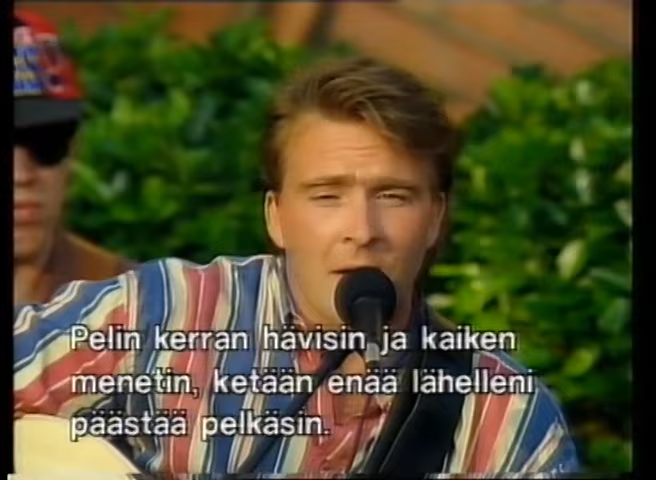 Pelin kerran hävisin ja kaiken
menetin, ketään enää lähelleni
päästää pelkäsin.